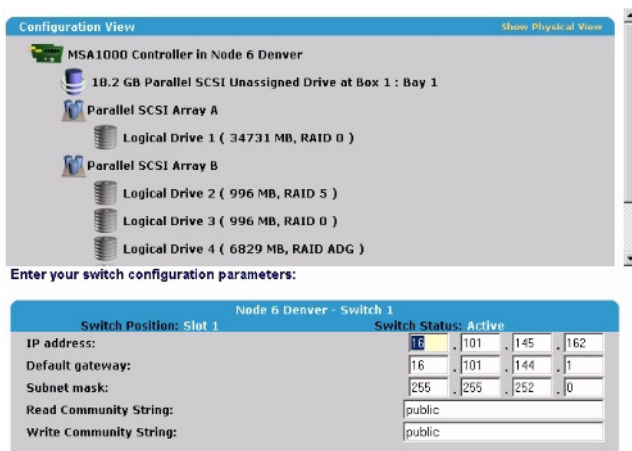 Configuration View Show Physical View
MSA1000 Controller in Node 6 Denver
18.2 GB Parallel SCSI Unassigned Drive at Box 1 : Bay 1
Parallel SCSI Array A
Logical Drive 1 ( 34731 MB, RAID 0 )
Parallel SCSI Array B
Logical Drive 2 ( 996 MB, RAID 5 )
Logical Drive 3 ( 996 MB, RAID 0 )
Logical Drive 4 ( 6829 MB, RAID ADG )
Enter your switch configuration parameters:
Node 6 Denver - Switch 1
Switch Position: Slot 1 Switch Status: Active
IP address: 16 . 101 . 145 . 162
Default gateway: 16 . 101 . 144 . 1
Subnet mask: 255 . 255 . 252 . 0
Read Community String: public
Write Community String: public